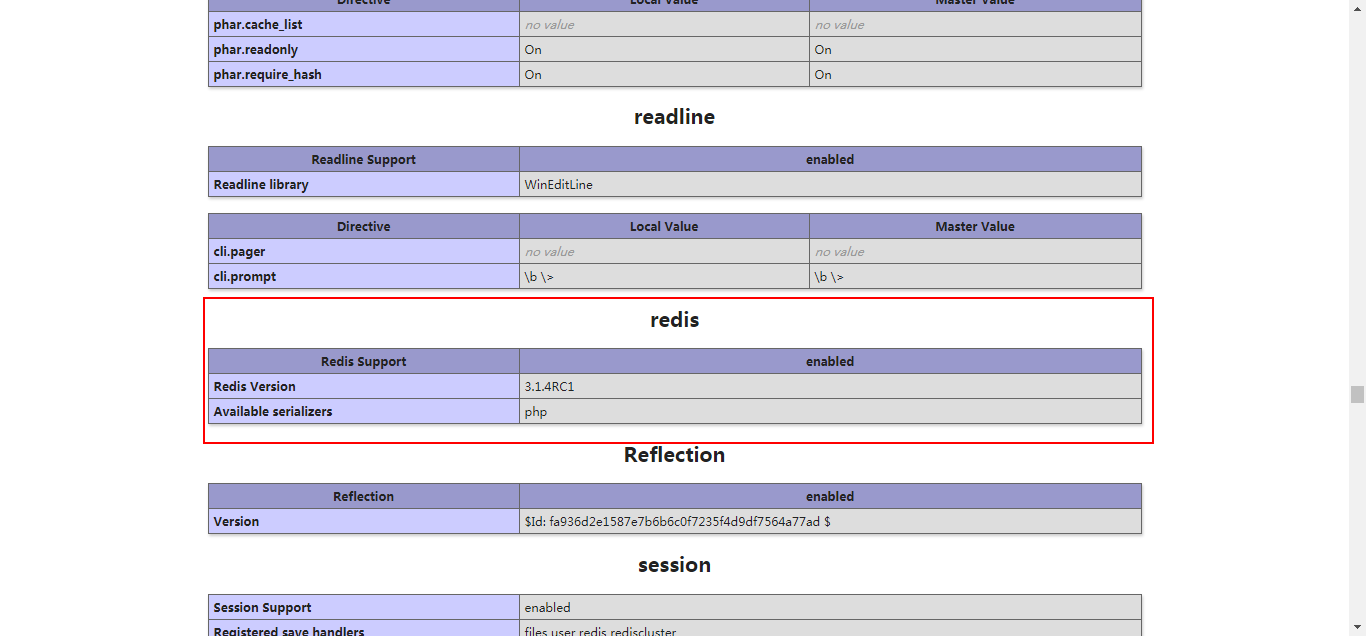 Directive Local Value Master Value
phar.cache_list no value no value
phar.readonly On On
phar.require_hash On On
readline
Readline Support enabled
Readline library WinEditLine
Directive Local Value Master Value
cli.pager no value no value
cli.prompt \b \> \b \>
redis
Redis Support enabled
Redis Version 3.1.4RC1
Available serializers php
Reflection
Reflection enabled
Version $Id: fa936d2e1587e7b6b6c0f7235f4d9df7564a77ad $
session
Session Support enabled
Registered save handlers files user redis rediscluster